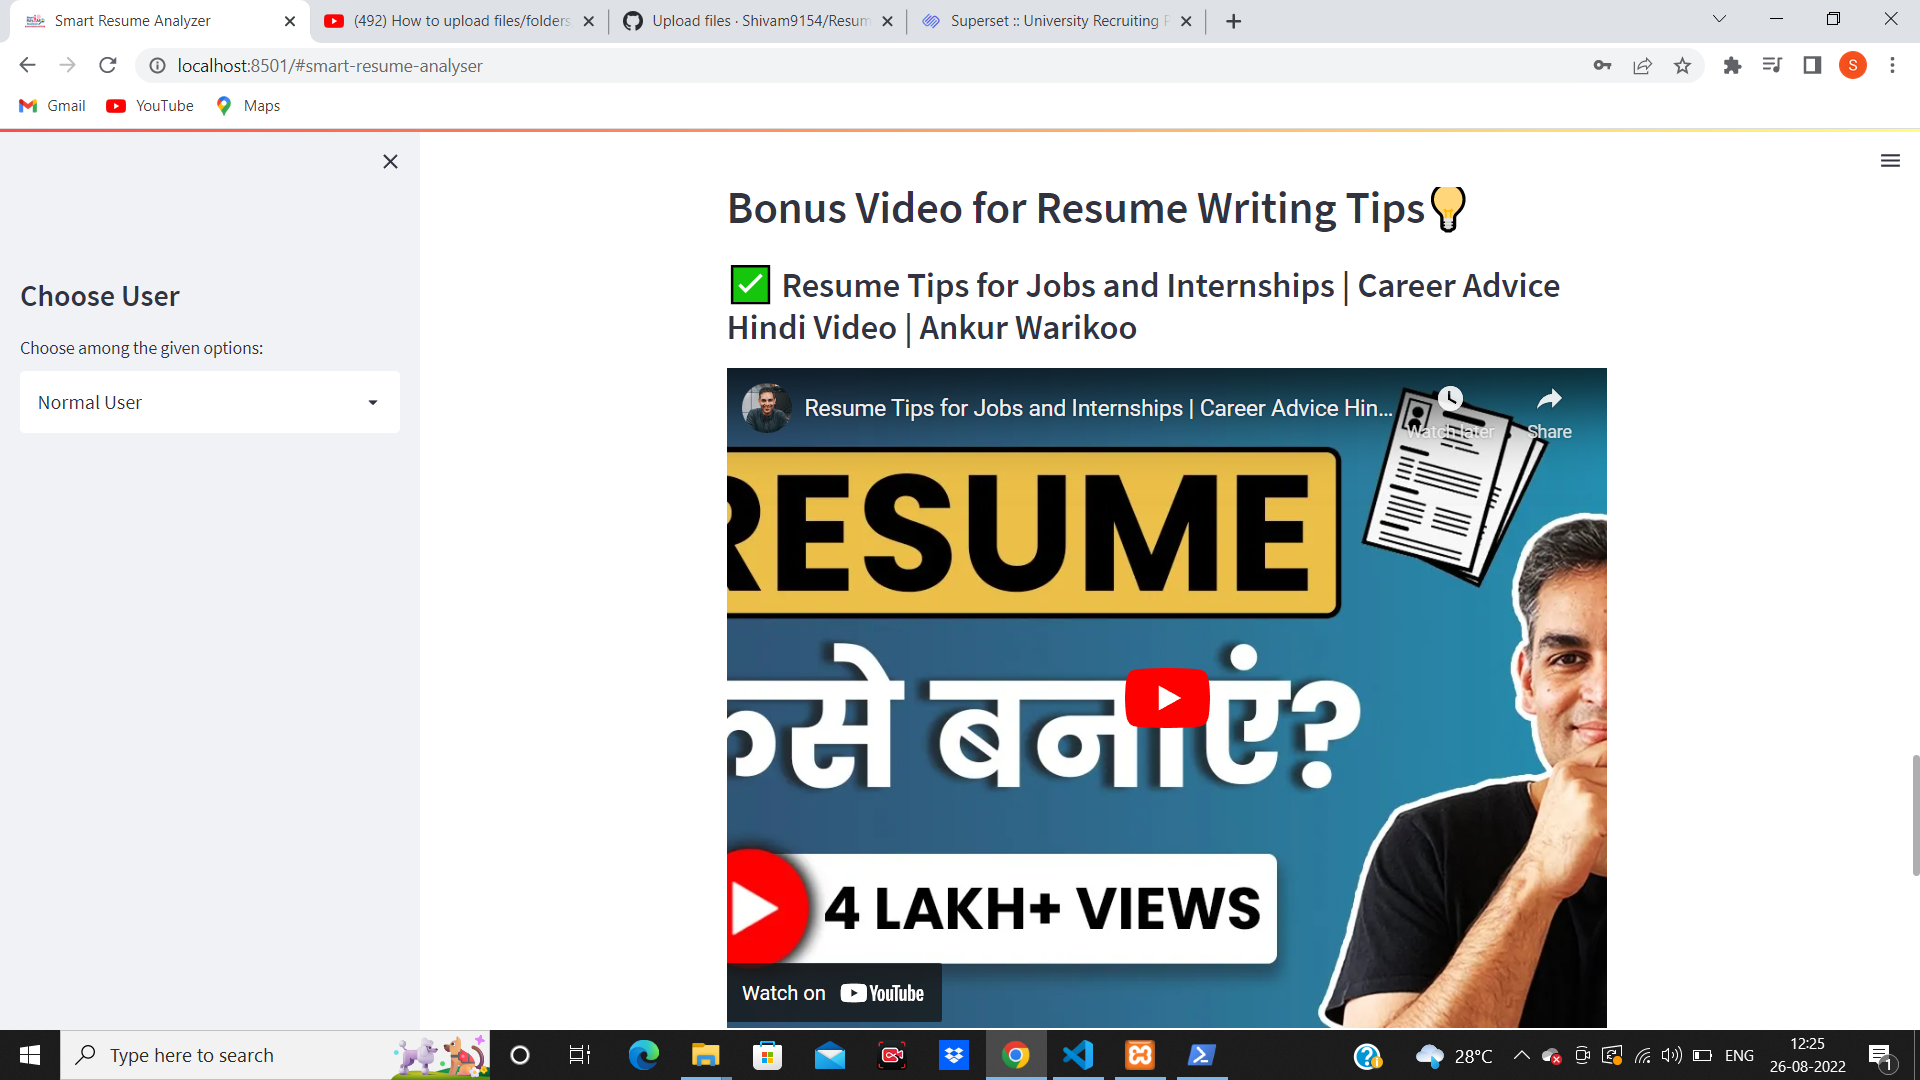 Smart Resume Analyzer
(492) How to upload files/folders
Upload files · Shivam9154/Resum
Superset :: University Recruiting P
localhost:8501/#smart-resume-analyser
S
Gmail
YouTube
Maps
Choose User
Choose among the given options:
Normal User
Bonus Video for Resume Writing Tips
Resume Tips for Jobs and Internships | Career Advice
Hindi Video | Ankur Warikoo
Resume Tips for Jobs and Internships | Career Advice Hin...
Watch later
Share
RESUME
कैसे बनाएं?
4 LAKH+ VIEWS
Watch on YouTube
Type here to search
28°C
ENG
12:25
26-08-2022
1